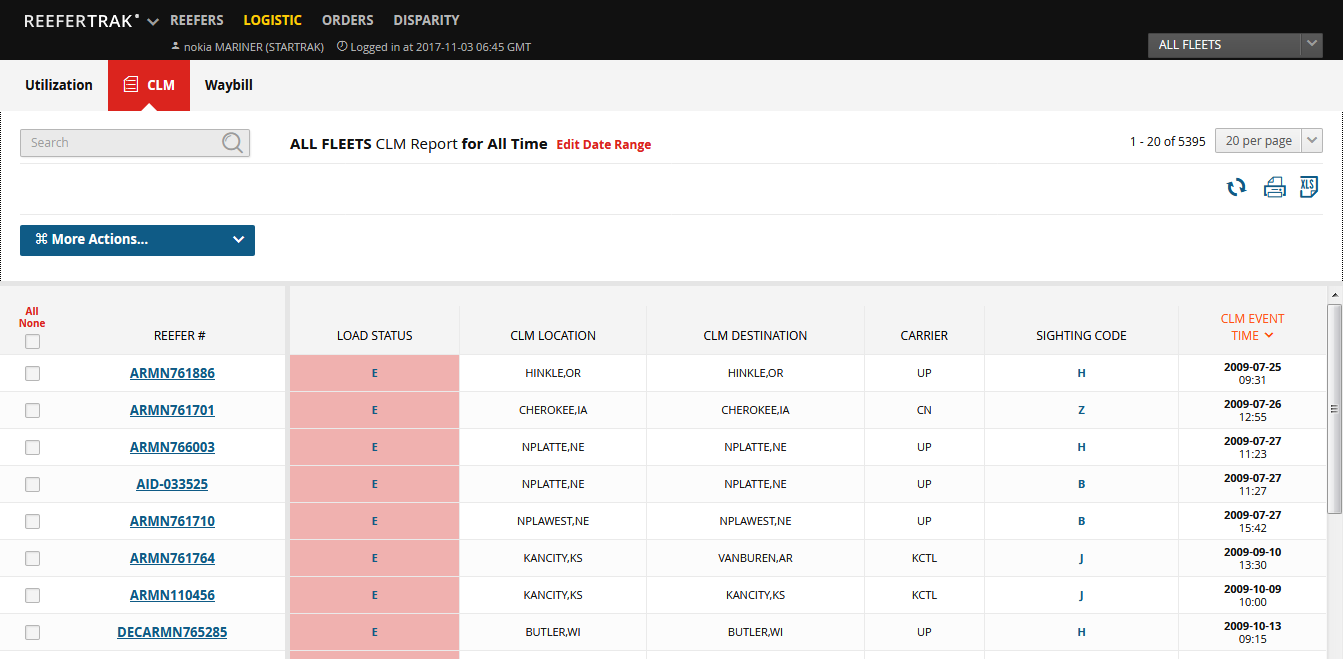 REEFERTRAK REEFERS LOGISTIC ORDERS DISPARITY
nokia MARINER (STARTRAK) Logged in at 2017-11-03 06:45 GMT
ALL FLEETS
Utilization CLM Waybill
Search ALL FLEETS CLM Report for All Time Edit Date Range 1 - 20 of 5395 20 per page
XLS
⌘ More Actions...
All
None
REEFER # LOAD STATUS CLM LOCATION CLM DESTINATION CARRIER SIGHTING CODE CLM EVENT
TIME
ARMN761886 E HINKLE,OR HINKLE,OR UP H 2009-07-25
09:31
ARMN761701 E CHEROKEE,IA CHEROKEE,IA CN Z 2009-07-26
12:55
ARMN766003 E NPLATTE,NE NPLATTE,NE UP H 2009-07-27
11:23
AID-033525 E NPLATTE,NE NPLATTE,NE UP B 2009-07-27
11:27
ARMN761710 E NPLAWEST,NE NPLAWEST,NE UP B 2009-07-27
15:42
ARMN761764 E KANCITY,KS VANBUREN,AR KCTL J 2009-09-10
13:30
ARMN110456 E KANCITY,KS KANCITY,KS KCTL J 2009-10-09
10:00
DECARMN765285 E BUTLER,WI BUTLER,WI UP H 2009-10-13
09:15